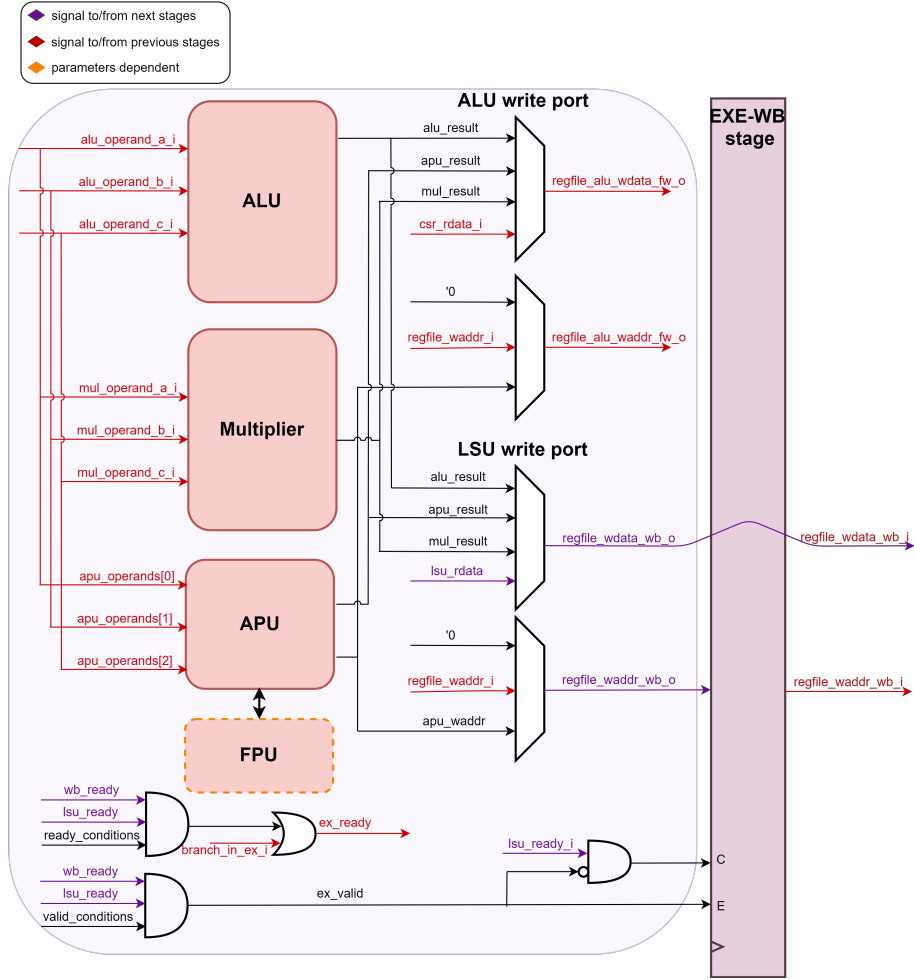 signal to/from next stages
signal to/from previous stages
parameters dependent
ALU write port
EXE-WB
stage
alu_operand_a_i
alu_operand_b_i
alu_operand_c_i
ALU
alu_result
apu_result
mul_result
csr_rdata_i
regfile_alu_wdata_fw_o
'0
regfile_waddr_i
regfile_alu_waddr_fw_o
mul_operand_a_i
mul_operand_b_i
mul_operand_c_i
Multiplier
LSU write port
alu_result
apu_result
mul_result
lsu_rdata
regfile_wdata_wb_o
regfile_wdata_wb_i
apu_operands[0]
apu_operands[1]
apu_operands[2]
APU
'0
regfile_waddr_i
apu_waddr
regfile_waddr_wb_o
regfile_waddr_wb_i
FPU
wb_ready
lsu_ready
ready_conditions
branch_in_ex_i
ex_ready
wb_ready
lsu_ready
valid_conditions
ex_valid
lsu_ready_i
C
E